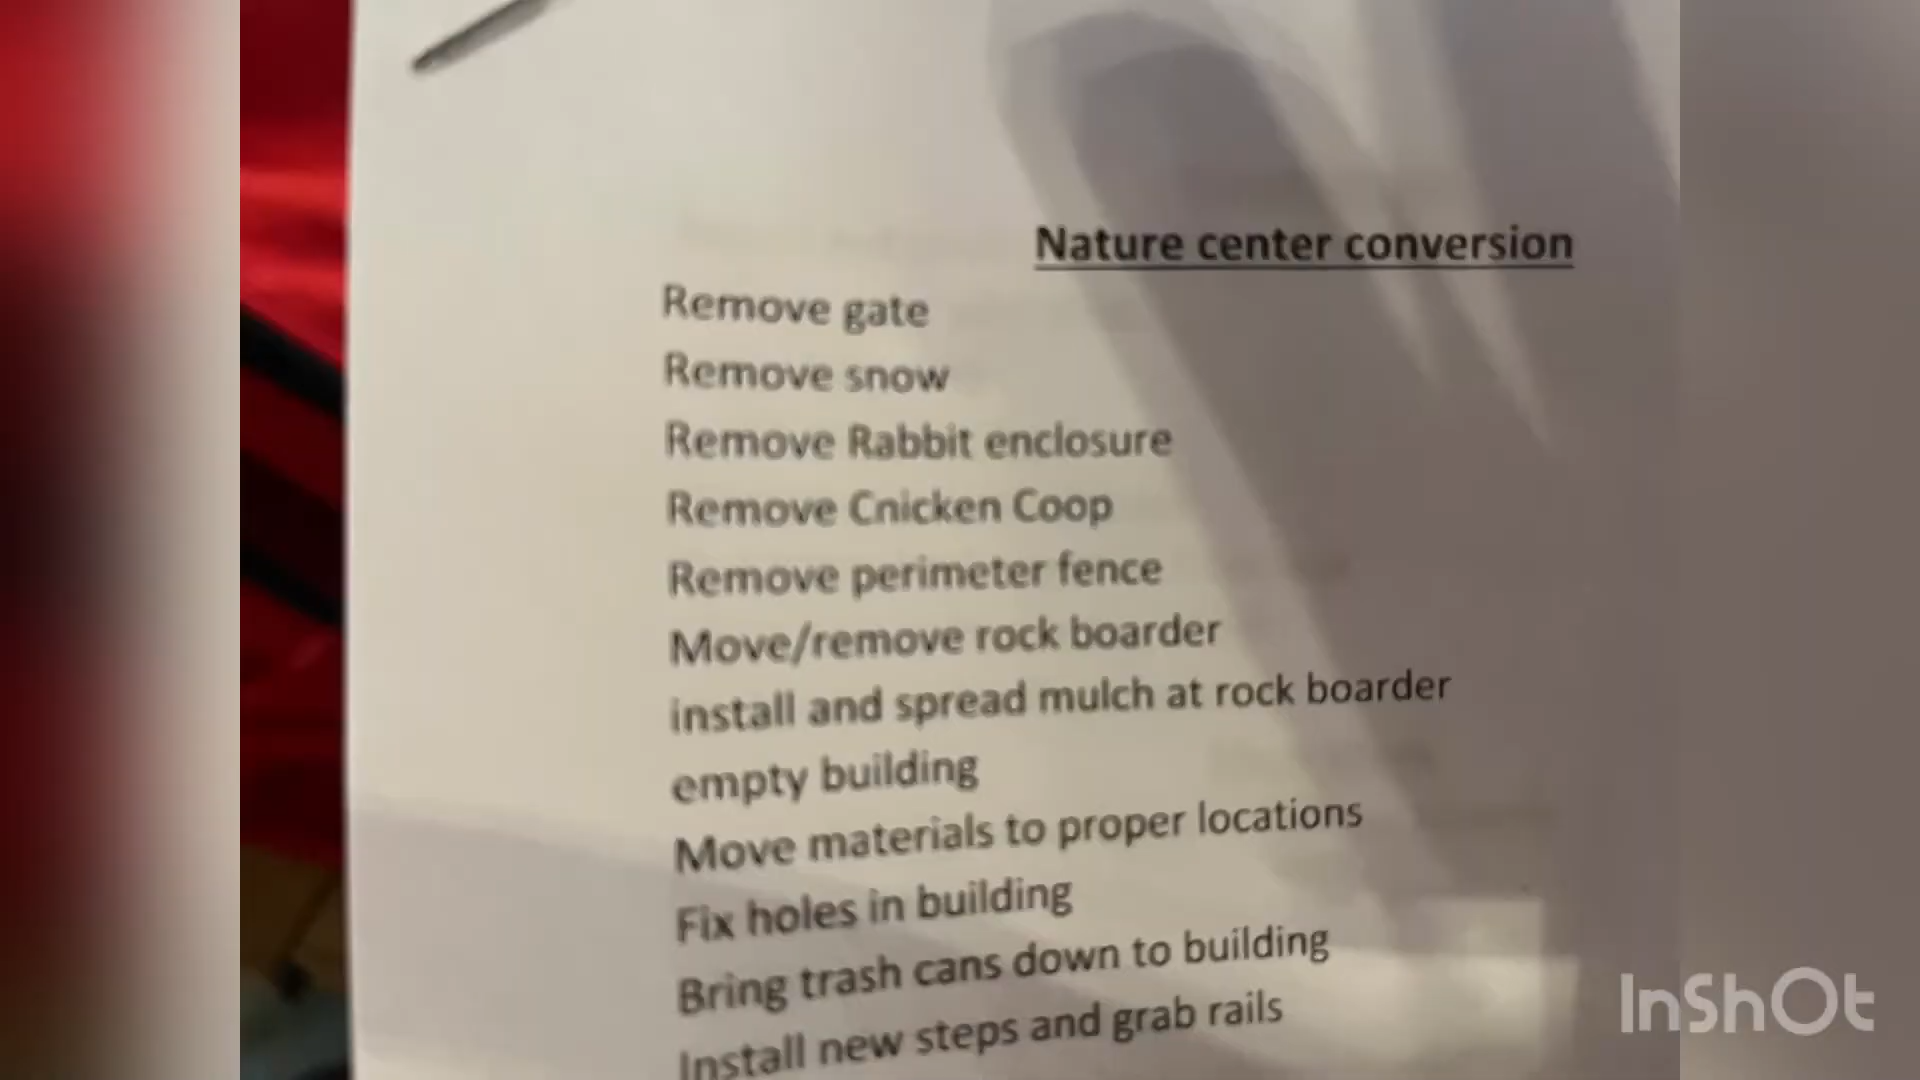 Nature center conversion
Remove gate
Remove snow
Remove Rabbit enclosure
Remove Cnicken Coop
Remove perimeter fence
Move/remove rock boarder
install and spread mulch at rock boarder
empty building
Move materials to proper locations
Fix holes in building
Bring trash cans down to building
Install new steps and grab rails
InShOt